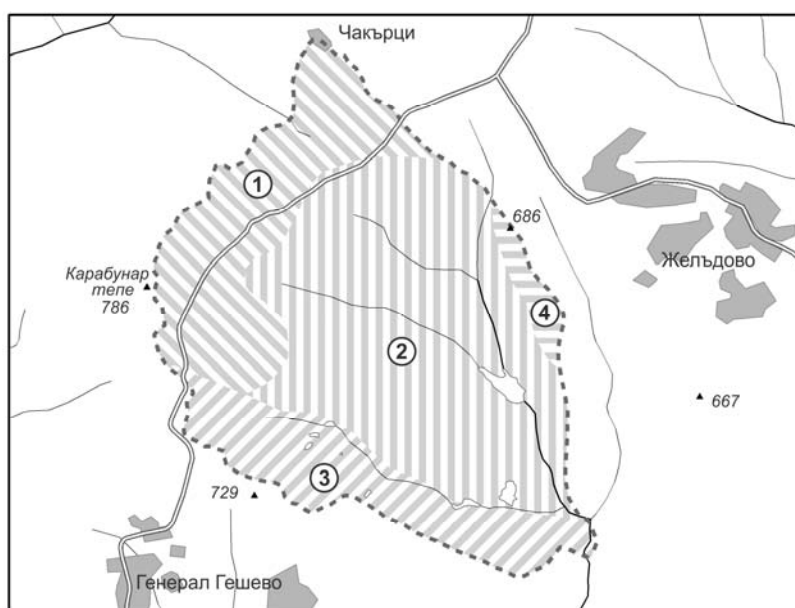 Чакърци
1
686
Желъдово
Карабунар
тепе
786
4
2
667
3
729
Генерал Гешево